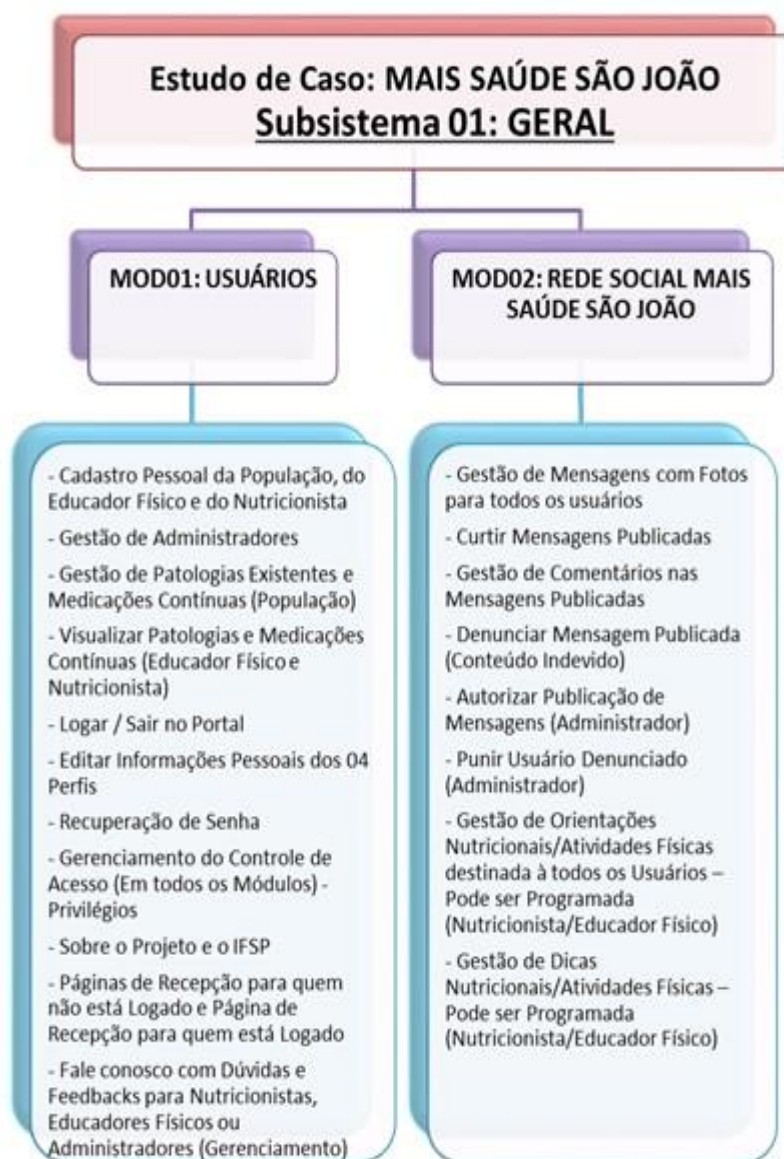 Estudo de Caso: MAIS SAÚDE SÃO JOÃO
Subsistema 01: GERAL
MOD01: USUÁRIOS
MOD02: REDE SOCIAL MAIS
SAÚDE SÃO JOÃO
- Cadastro Pessoal da População, do
Educador Físico e do Nutricionista
- Gestão de Administradores
- Gestão de Patologias Existentes e
Medicações Contínuas (População)
- Visualizar Patologias e Medicações
Contínuas (Educador Físico e
Nutricionista)
- Logar / Sair no Portal
- Editar Informações Pessoais dos 04
Perfis
- Recuperação de Senha
- Gerenciamento do Controle de
Acesso (Em todos os Módulos) -
Privilégios
- Sobre o Projeto e o IFSP
- Páginas de Recepção para quem
não está Logado e Página de
Recepção para quem está Logado
- Fale conosco com Dúvidas e
Feedbacks para Nutricionistas,
Educadores Físicos ou
Administradores (Gerenciamento)
- Gestão de Mensagens com Fotos
para todos os usuários
- Curtir Mensagens Publicadas
- Gestão de Comentários nas
Mensagens Publicadas
- Denunciar Mensagem Publicada
(Conteúdo Indevido)
- Autorizar Publicação de
Mensagens (Administrador)
- Punir Usuário Denunciado
(Administrador)
- Gestão de Orientações
Nutricionais/Atividades Físicas
destinada à todos os Usuários –
Pode ser Programada
(Nutricionista/Educador Físico)
- Gestão de Dicas
Nutricionais/Atividades Físicas –
Pode ser Programada
(Nutricionista/Educador Físico)